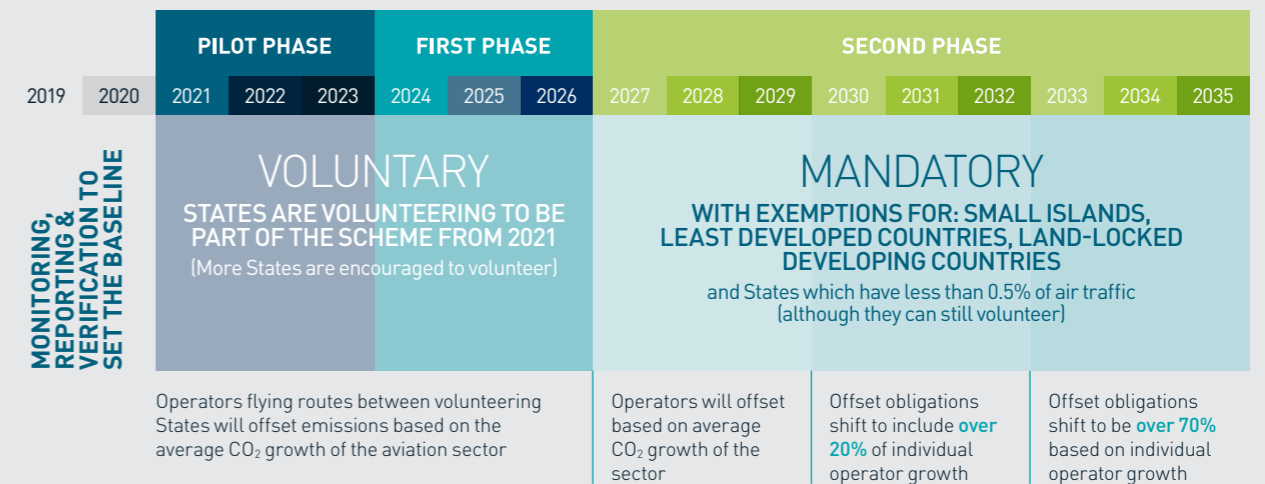 PILOT PHASE
FIRST PHASE
SECOND PHASE
2019
2020
2021
2022
2023
2024
2025
2026
2027
2028
2029
2030
2031
2032
2033
2034
2035
MONITORING,
REPORTING &
VERIFICATION TO
SET THE BASELINE
VOLUNTARY
STATES ARE VOLUNTEERING TO BE
PART OF THE SCHEME FROM 2021
(More States are encouraged to volunteer)
MANDATORY
WITH EXEMPTIONS FOR: SMALL ISLANDS,
LEAST DEVELOPED COUNTRIES, LAND-LOCKED
DEVELOPING COUNTRIES
and States which have less than 0.5% of air traffic
(although they can still volunteer)
Operators flying routes between volunteering
States will offset emissions based on the
average CO₂ growth of the aviation sector
Operators will offset
based on average
CO₂ growth of the
sector
Offset obligations
shift to include over
20% of individual
operator growth
Offset obligations
shift to be over 70%
based on individual
operator growth